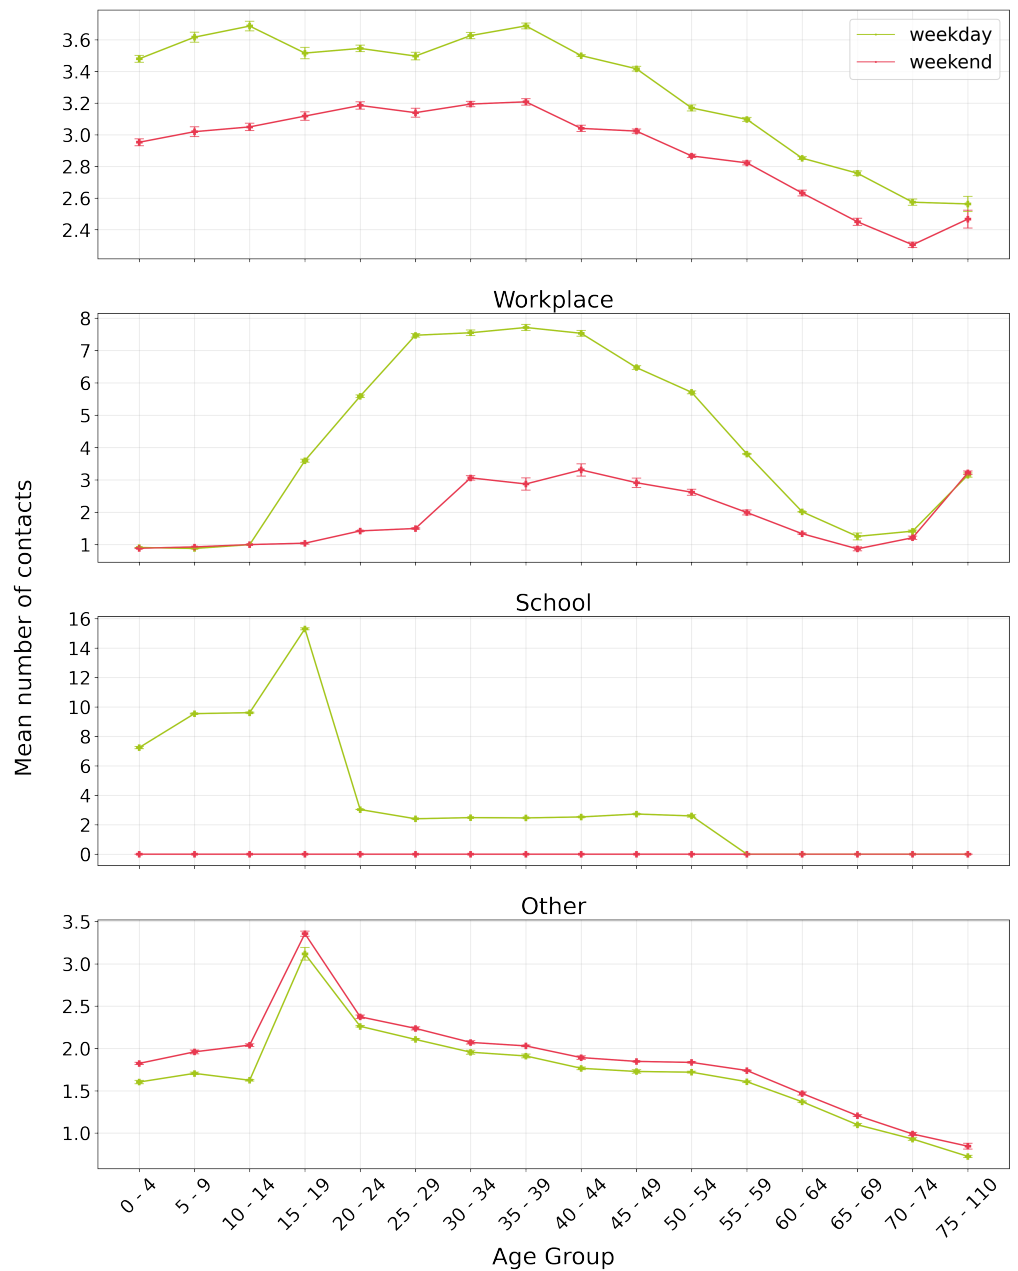 weekday
weekend
3.6
3.4
3.2
3.0
2.8
2.6
2.4
Workplace
8
7
6
5
4
3
2
1
School
16
14
12
10
8
6
4
2
0
Other
3.5
3.0
2.5
2.0
1.5
1.0
Mean number of contacts
0 - 4
5 - 9
10 - 14
15 - 19
20 - 24
25 - 29
30 - 34
35 - 39
40 - 44
45 - 49
50 - 54
55 - 59
60 - 64
65 - 69
70 - 74
75 - 110
Age Group